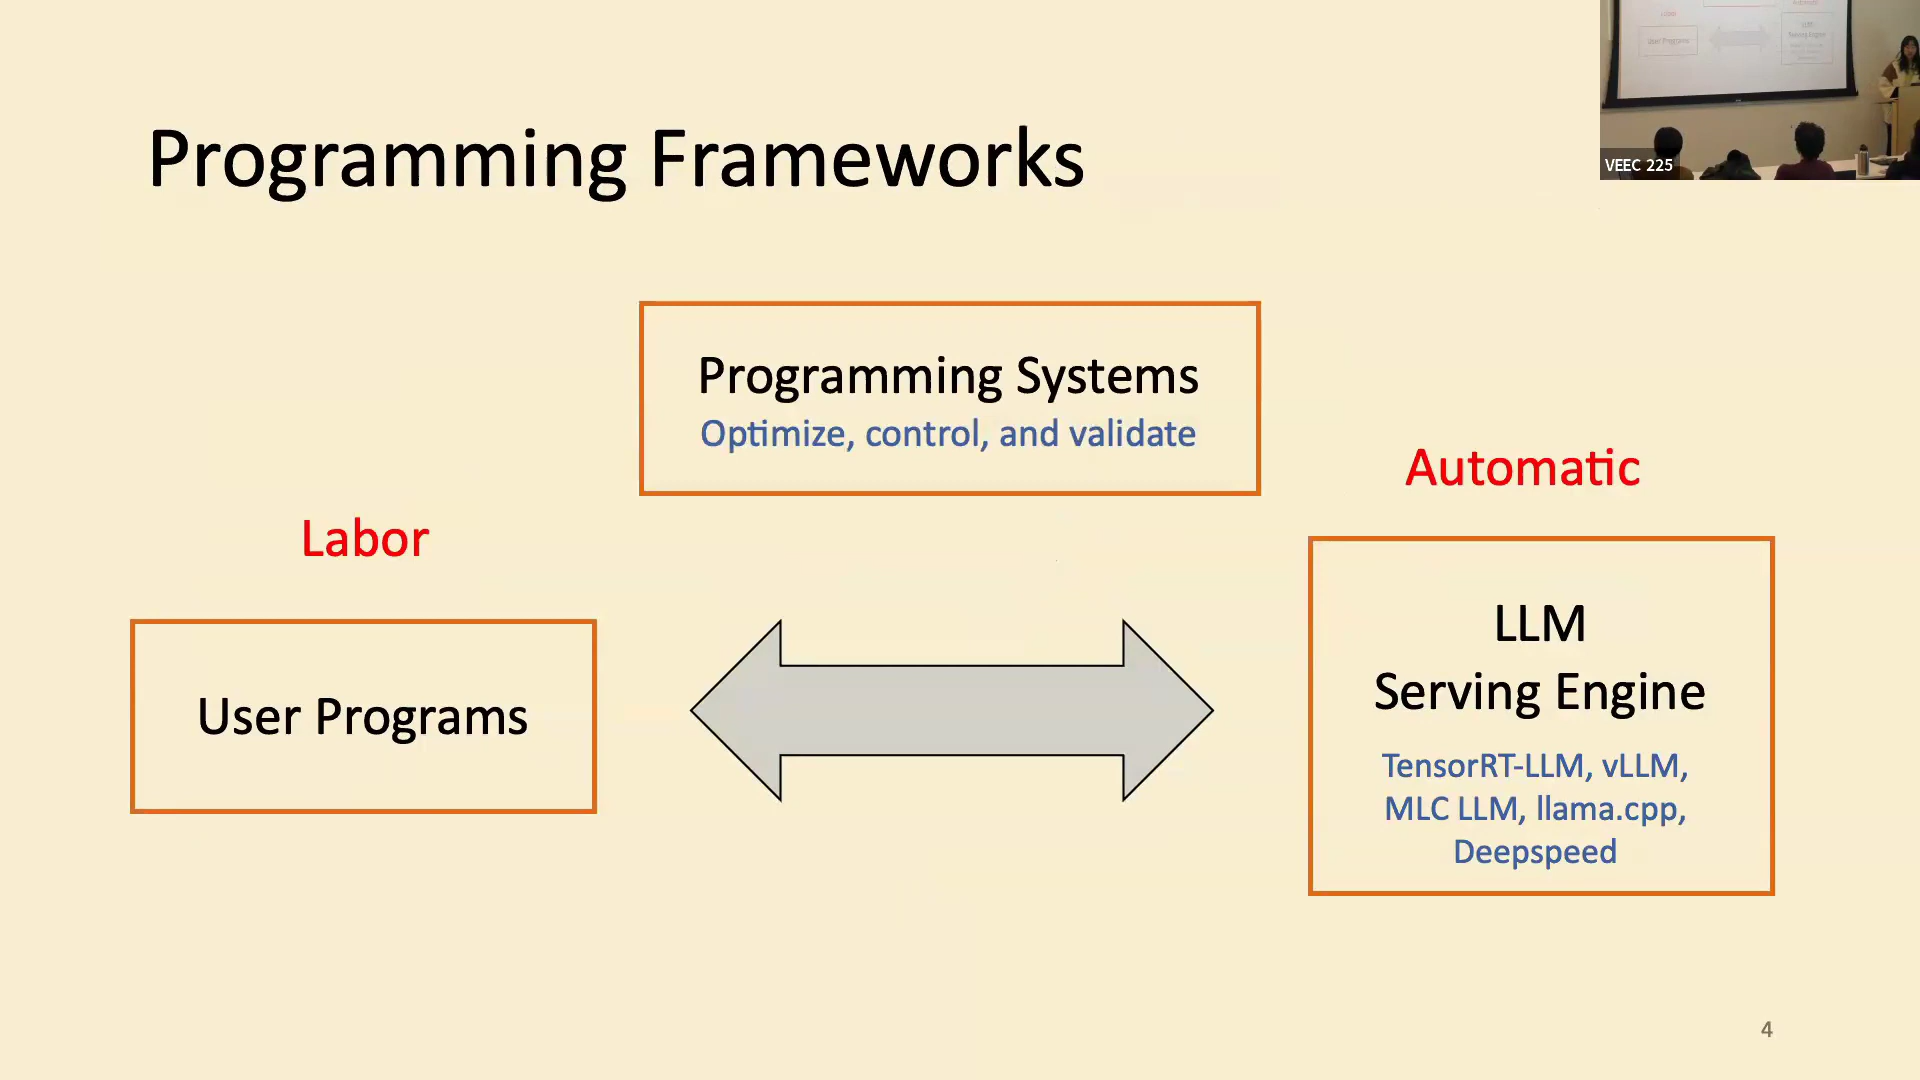 Programming Frameworks
VEEC 225
Programming Systems
Optimize, control, and validate
Automatic
Labor
User Programs
LLM
Serving Engine
TensorRT-LLM, vLLM,
MLC LLM, llama.cpp,
Deepspeed
4